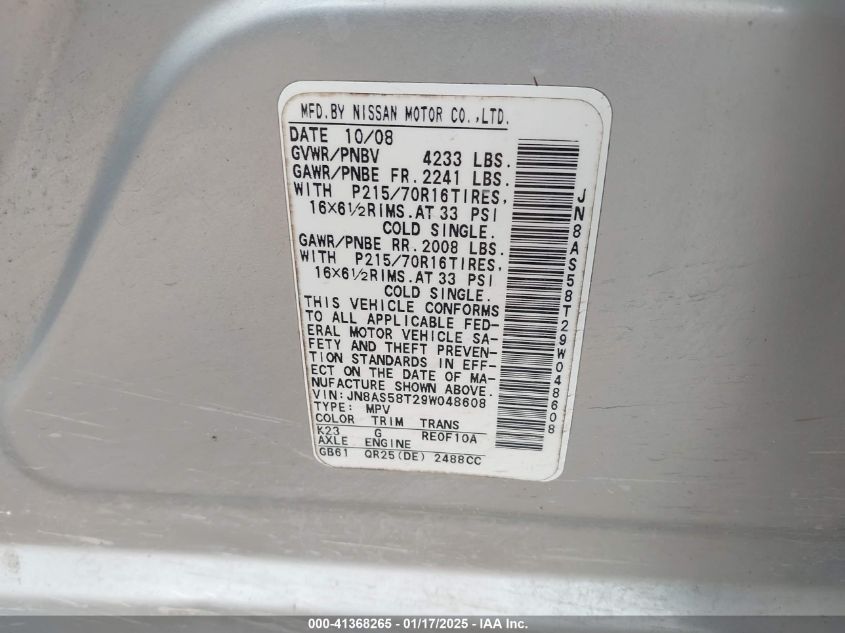 MFD.BY NISSAN MOTOR CO.,LTD.
DATE 10/08
GVWR/PNBV 4233 LBS.
GAWR/PNBE FR. 2241 LBS.
WITH P215/70R16TIRES,
16X6½RIMS.AT 33 PSI
COLD SINGLE.
GAWR/PNBE RR. 2008 LBS.
WITH P215/70R16TIRES,
16X6½RIMS.AT 33 PSI
COLD SINGLE.
THIS VEHICLE CONFORMS
TO ALL APPLICABLE FED-
ERAL MOTOR VEHICLE SA-
FETY AND THEFT PREVEN-
TION STANDARDS IN EFF-
ECT ON THE DATE OF MA-
NUFACTURE SHOWN ABOVE.
VIN:JN8AS58T29W048608
TYPE: MPV
COLOR TRIM TRANS
K23 G RE0F10A
AXLE ENGINE
GB61 QR25(DE) 2488CC
JN8AS58T29W048608
000-41368265 - 01/17/2025 - IAA Inc.